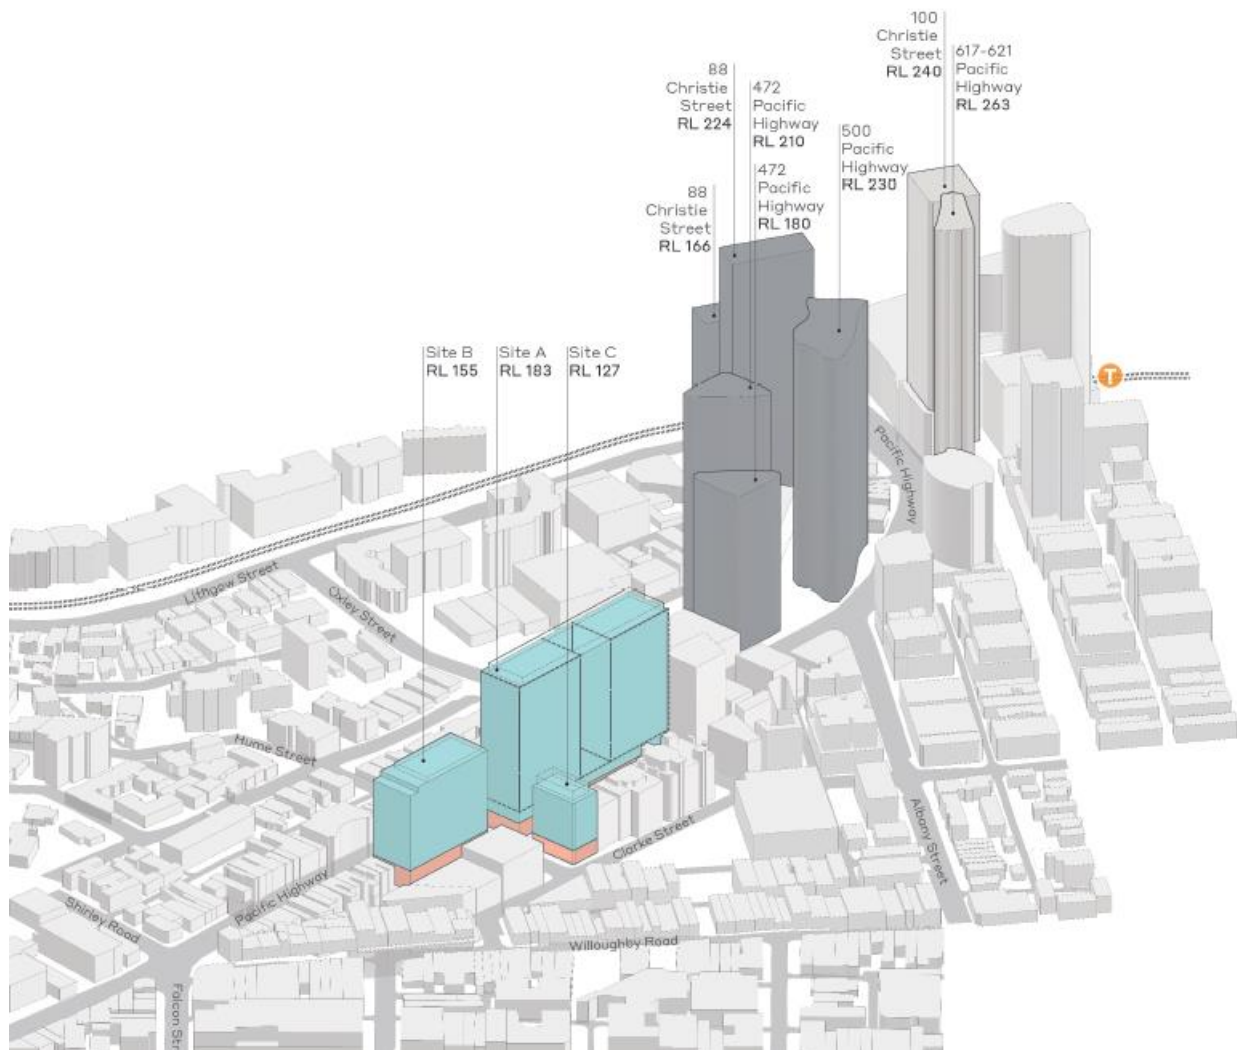 100
Christie
Street
RL 240
617-621
Pacific
Highway
RL 263
88
Christie
Street
RL 224
472
Pacific
Highway
RL 210
500
Pacific
Highway
RL 230
472
Pacific
Highway
RL 180
88
Christie
Street
RL 166
Site B
RL 155
Site A
RL 183
Site C
RL 127
T
Pacific Highway
Lithgow Street
Oxley Street
Hume Street
Clarke Street
Albany Street
Pacific Highway
Shirley Road
Willoughby Road
Falcon Str